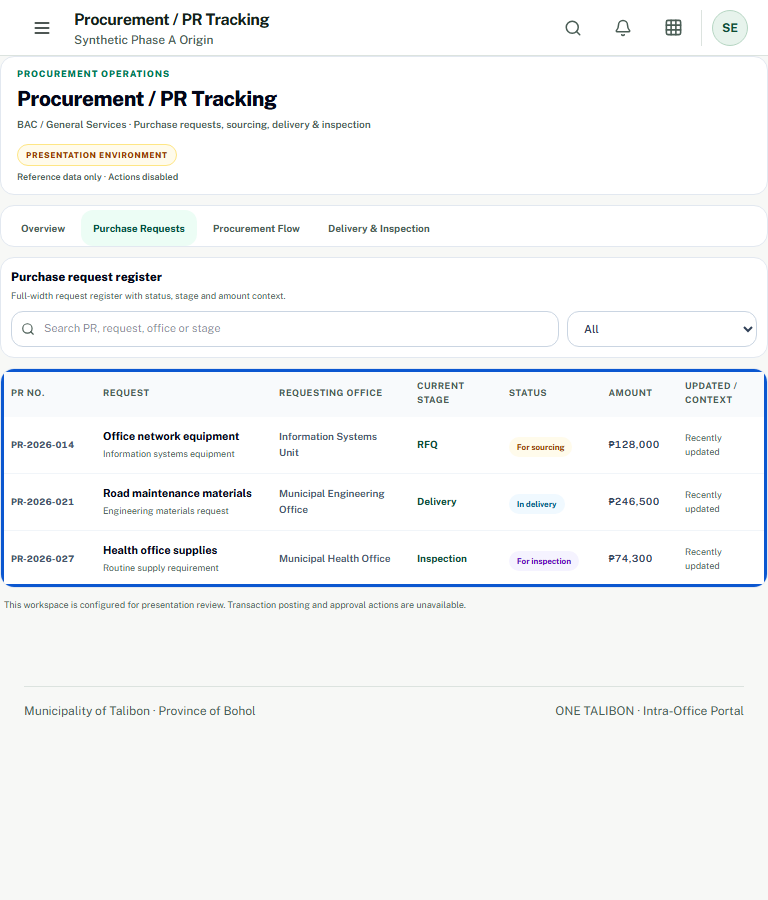 Procurement / PR Tracking
Synthetic Phase A Origin
SE
PROCUREMENT OPERATIONS
Procurement / PR Tracking
BAC / General Services · Purchase requests, sourcing, delivery & inspection
PRESENTATION ENVIRONMENT
Reference data only · Actions disabled
Overview
Purchase Requests
Procurement Flow
Delivery & Inspection
Purchase request register
Full-width request register with status, stage and amount context.
Search PR, request, office or stage
All
PR NO.
REQUEST
REQUESTING OFFICE
CURRENT
STAGE
STATUS
AMOUNT
UPDATED /
CONTEXT
PR-2026-014
Office network equipment
Information systems equipment
Information Systems
Unit
RFQ
For sourcing
₱128,000
Recently
updated
PR-2026-021
Road maintenance materials
Engineering materials request
Municipal Engineering
Office
Delivery
In delivery
₱246,500
Recently
updated
PR-2026-027
Health office supplies
Routine supply requirement
Municipal Health Office
Inspection
For inspection
₱74,300
Recently
updated
This workspace is configured for presentation review. Transaction posting and approval actions are unavailable.
Municipality of Talibon · Province of Bohol
ONE TALIBON · Intra-Office Portal